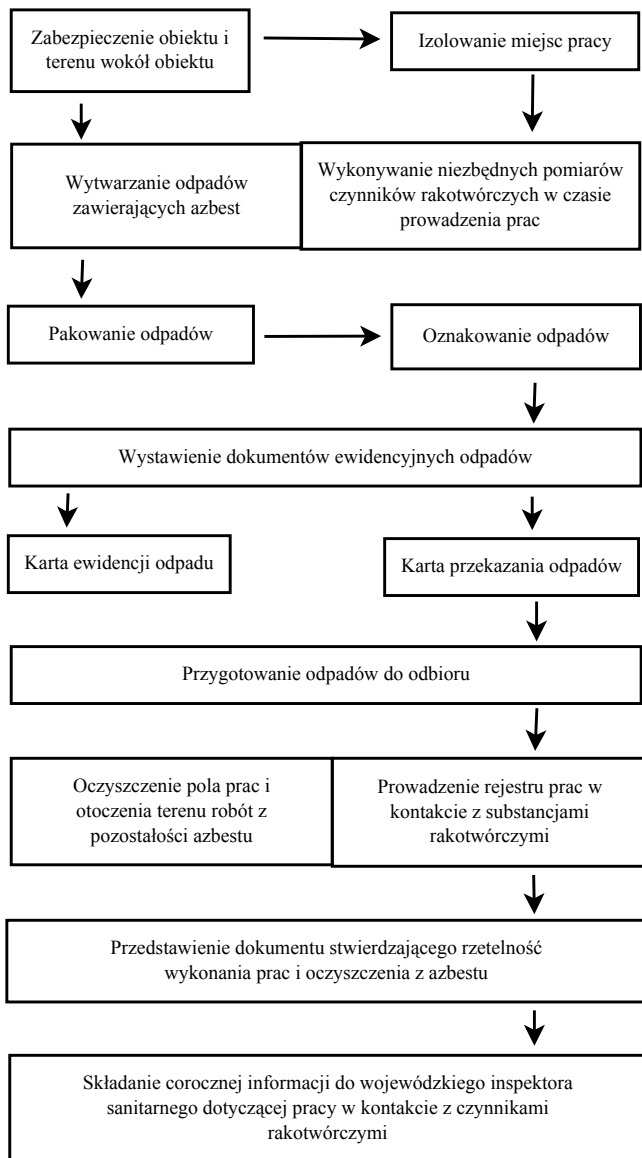 Zabezpieczenie obiektu i
terenu wokół obiektu
Izolowanie miejsc pracy
Wytwarzanie odpadów
zawierających azbest
Wykonywanie niezbędnych pomiarów
czynników rakotwórczych w czasie
prowadzenia prac
Pakowanie odpadów
Oznakowanie odpadów
Wystawienie dokumentów ewidencyjnych odpadów
Karta ewidencji odpadu
Karta przekazania odpadów
Przygotowanie odpadów do odbioru
Oczyszczenie pola prac i
otoczenia terenu robót z
pozostałości azbestu
Prowadzenie rejestru prac w
kontakcie z substancjami
rakotwórczymi
Przedstawienie dokumentu stwierdzającego rzetelność
wykonania prac i oczyszczenia z azbestu
Składanie corocznej informacji do wojewódzkiego inspektora
sanitarnego dotyczącej pracy w kontakcie z czynnikami
rakotwórczymi